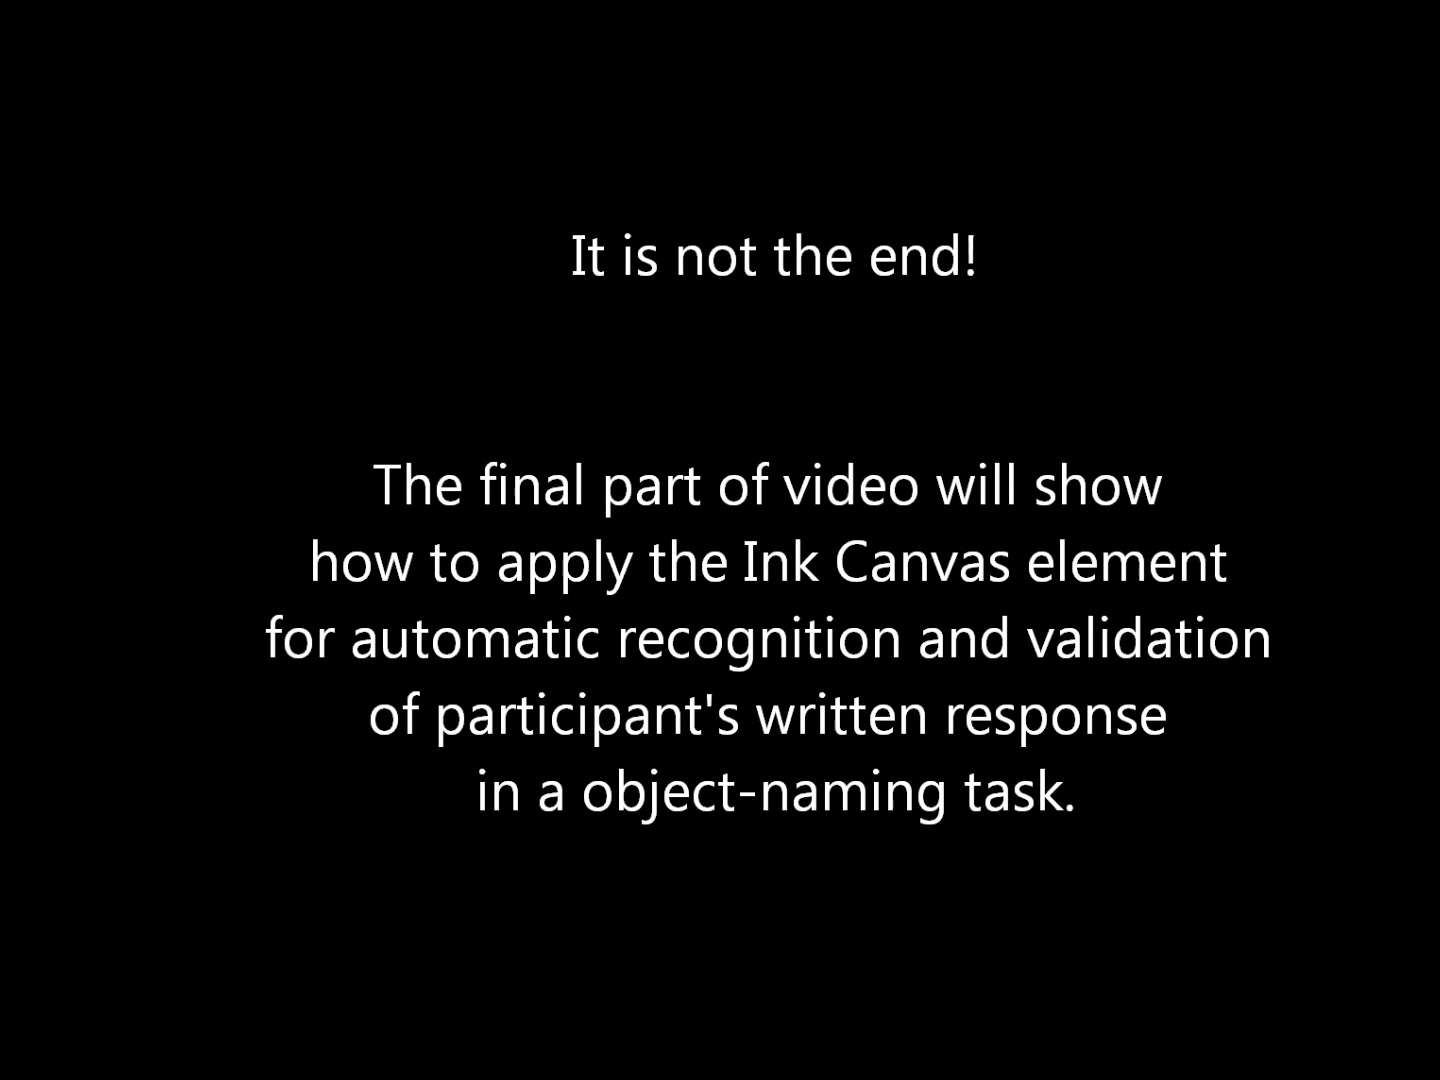 It is not the end!
The final part of video will show
how to apply the Ink Canvas element
for automatic recognition and validation
of participant's written response
in a object-naming task.